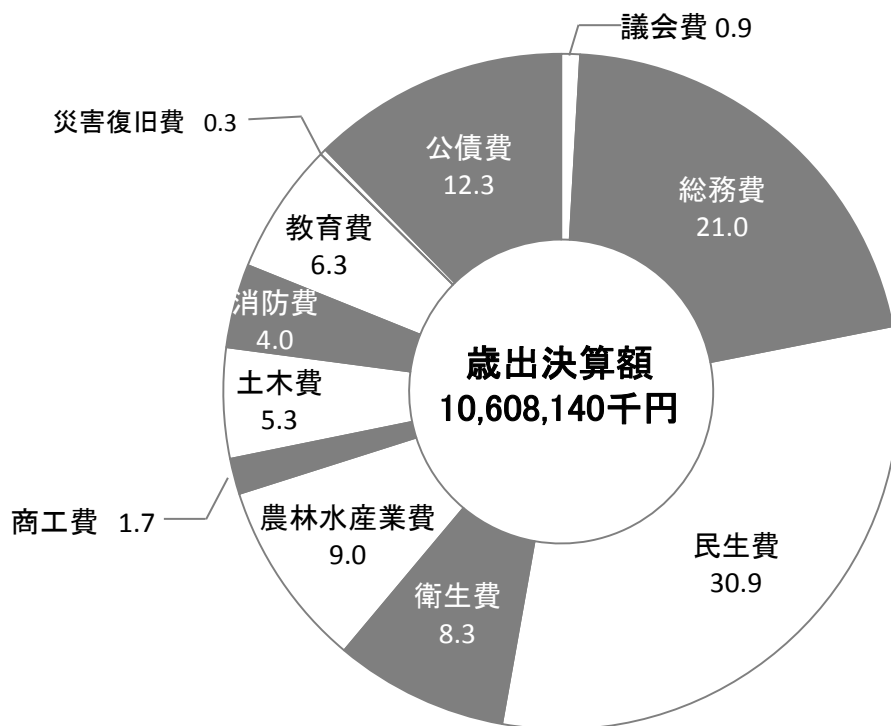 議会費 0.9
総務費
21.0
民生費
30.9
衛生費
8.3
農林水産業費
9.0
商工費 1.7
土木費
5.3
消防費
4.0
教育費
6.3
災害復旧費 0.3
公債費
12.3
歳出決算額
10,608,140千円